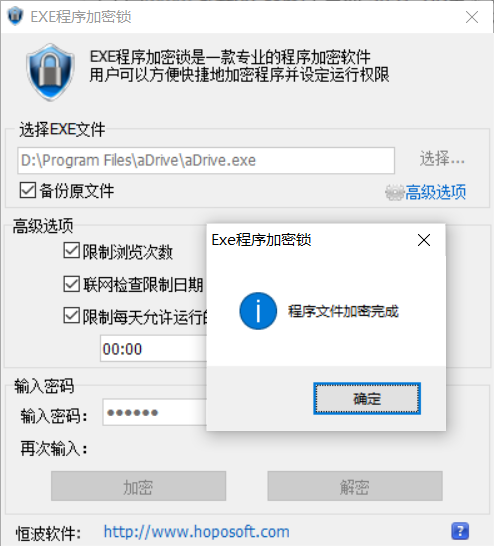 EXE程序加密锁
EXE程序加密锁是一款专业的程序加密软件
用户可以方便快捷地加密程序并设定运行权限
选择EXE文件
D:\Program Files\aDrive\aDrive.exe
选择...
备份原文件
高级选项
高级选项
限制浏览次数
联网检查限制日期
限制每天允许运行的
00:00
Exe程序加密锁
程序文件加密完成
确定
输入密码
输入密码：
••••••
再次输入：
加密
解密
恒波软件:
http://www.hoposoft.com
?